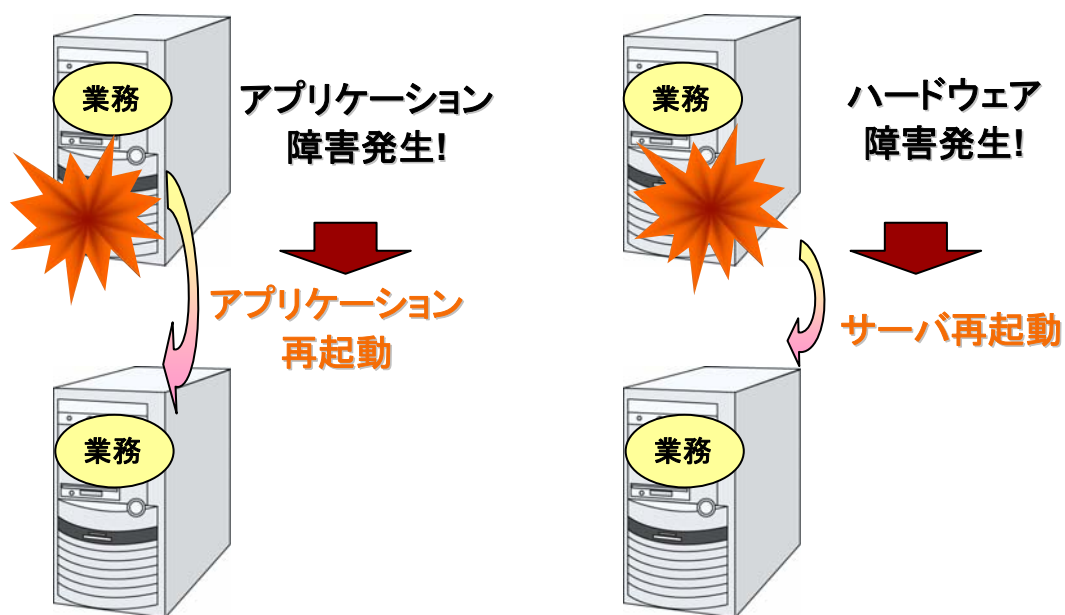 業務
アプリケーション
障害発生!
アプリケーション
再起動
業務
業務
ハードウェア
障害発生!
サーバ再起動
業務